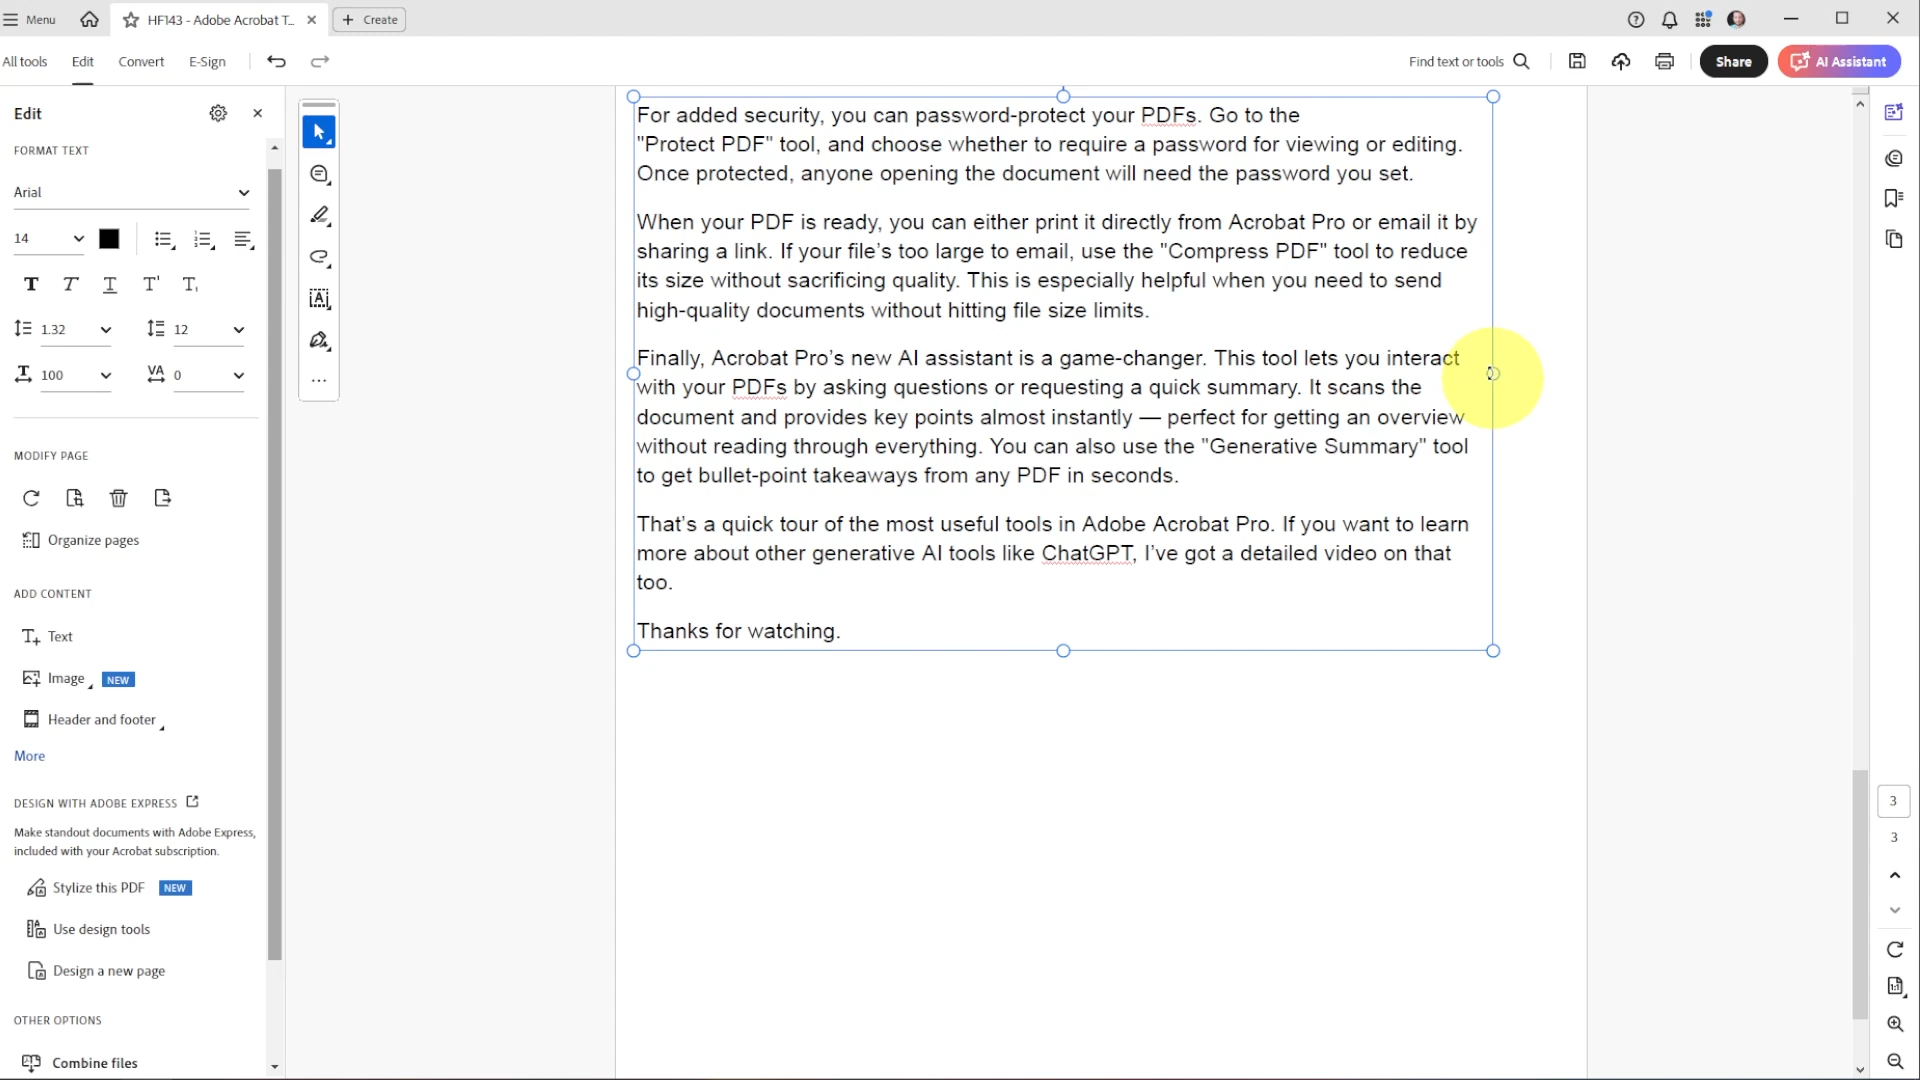 Menu
HF143 - Adobe Acrobat T...
Create
All tools
Edit
Convert
E-Sign
Find text or tools
Share
AI Assistant
Edit
FORMAT TEXT
Arial
14
T T T T' T,
1.32
12
100
VA 0
MODIFY PAGE
Organize pages
ADD CONTENT
Text
Image NEW
Header and footer
More
DESIGN WITH ADOBE EXPRESS
Make standout documents with Adobe Express,
included with your Acrobat subscription.
Stylize this PDF NEW
Use design tools
Design a new page
OTHER OPTIONS
Combine files
For added security, you can password-protect your PDFs. Go to the
"Protect PDF" tool, and choose whether to require a password for viewing or editing.
Once protected, anyone opening the document will need the password you set.
When your PDF is ready, you can either print it directly from Acrobat Pro or email it by
sharing a link. If your file’s too large to email, use the "Compress PDF" tool to reduce
its size without sacrificing quality. This is especially helpful when you need to send
high-quality documents without hitting file size limits.
Finally, Acrobat Pro’s new AI assistant is a game-changer. This tool lets you interact
with your PDFs by asking questions or requesting a quick summary. It scans the
document and provides key points almost instantly — perfect for getting an overview
without reading through everything. You can also use the "Generative Summary" tool
to get bullet-point takeaways from any PDF in seconds.
That’s a quick tour of the most useful tools in Adobe Acrobat Pro. If you want to learn
more about other generative AI tools like ChatGPT, I’ve got a detailed video on that
too.
Thanks for watching.
3
3